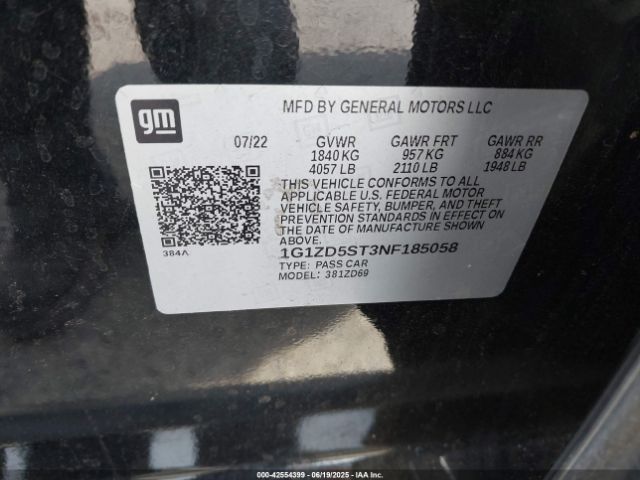 gm
MFD BY GENERAL MOTORS LLC
07/22 GVWR GAWR FRT GAWR RR
1840 KG 957 KG 884 KG
4057 LB 2110 LB 1948 LB
THIS VEHICLE CONFORMS TO ALL
APPLICABLE U.S. FEDERAL MOTOR
VEHICLE SAFETY, BUMPER, AND THEFT
PREVENTION STANDARDS IN EFFECT ON
THE DATE OF MANUFACTURE SHOWN
ABOVE.
384A
1G1ZD5ST3NF185058
TYPE: PASS CAR
MODEL: 381ZD69
000-42554399 - 06/19/2025 - IAAI.COM